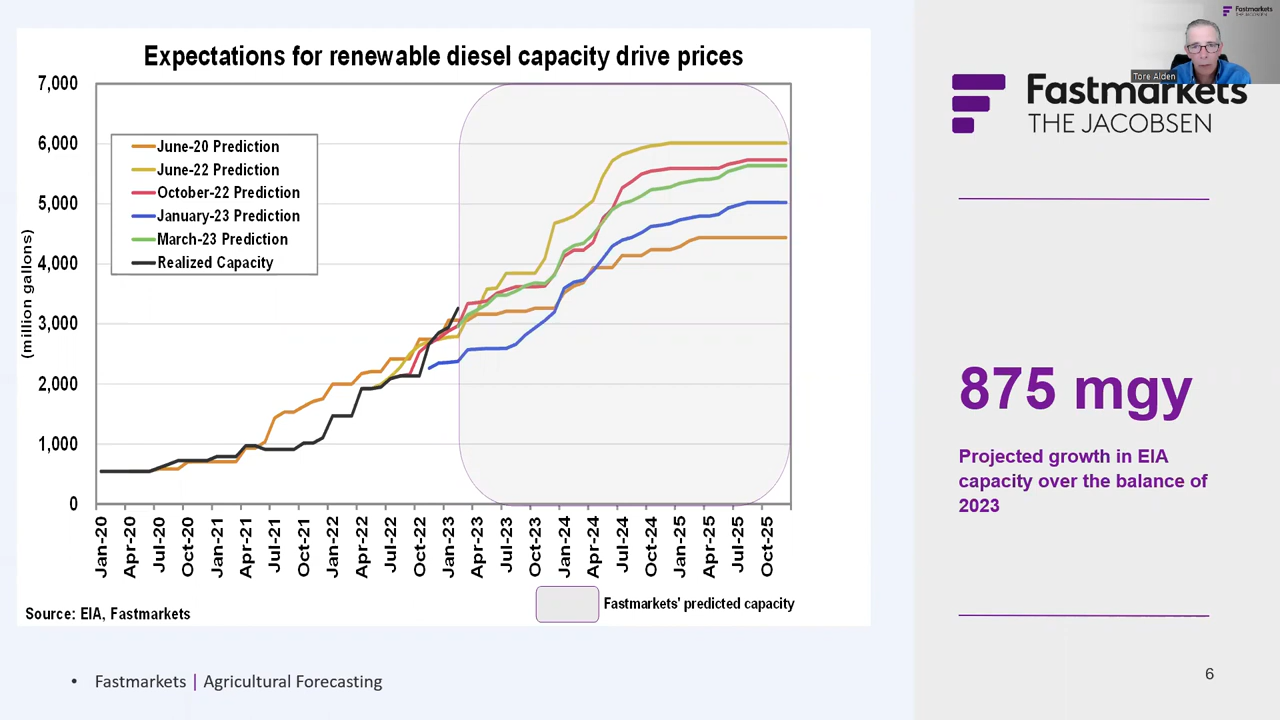 Expectations for renewable diesel capacity drive prices
7,000
6,000
5,000
4,000
3,000
2,000
1,000
0
(million gallons)
June-20 Prediction
June-22 Prediction
October-22 Prediction
January-23 Prediction
March-23 Prediction
Realized Capacity
Jan-20
Apr-20
Jul-20
Oct-20
Jan-21
Apr-21
Jul-21
Oct-21
Jan-22
Apr-22
Jul-22
Oct-22
Jan-23
Apr-23
Jul-23
Oct-23
Jan-24
Apr-24
Jul-24
Oct-24
Jan-25
Apr-25
Jul-25
Oct-25
Fastmarkets' predicted capacity
Source: EIA, Fastmarkets
• Fastmarkets | Agricultural Forecasting
Fastmarkets
THE JACOBSEN
Tore Alden
Fastmarkets
THE JACOBSEN
875 mgy
Projected growth in EIA
capacity over the balance of
2023
6